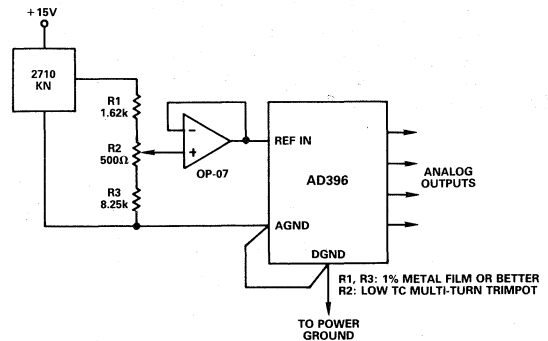 +15V
2710
KN
R1
1.62k
R2
500Ω
R3
8.25k
-
+
OP-07
REF IN
AD396
AGND
DGND
ANALOG
OUTPUTS
R1, R3: 1% METAL FILM OR BETTER
R2: LOW TC MULTI-TURN TRIMPOT
TO POWER
GROUND